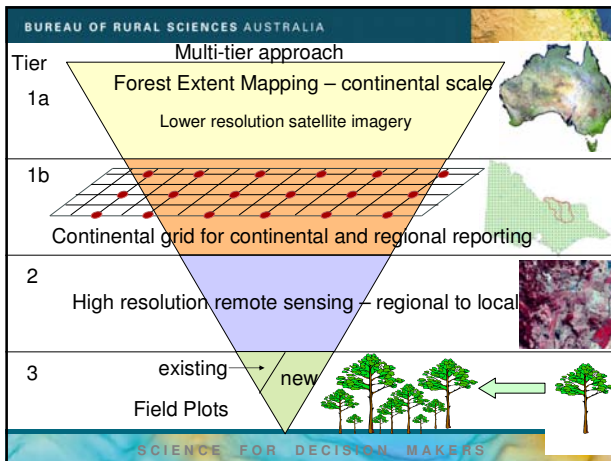 BUREAU OF RURAL SCIENCES AUSTRALIA
Multi-tier approach
Tier
Forest Extent Mapping – continental scale
1a
Lower resolution satellite imagery
1b
Continental grid for continental and regional reporting
2
High resolution remote sensing – regional to local
existing
3
new
Field Plots
SCIENCE FOR DECISION MAKERS